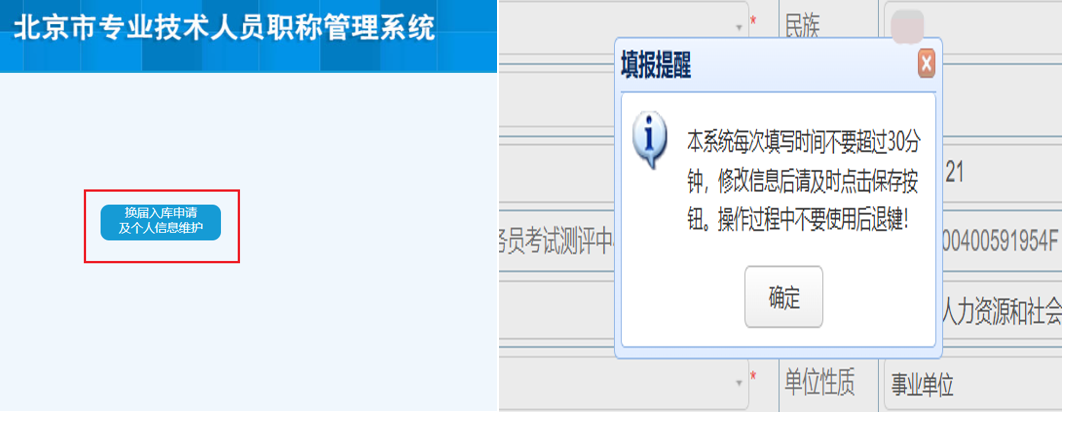 北京市专业技术人员职称管理系统
换届入库申请
及个人信息维护
民族
填报提醒
本系统每次填写时间不要超过30分
钟，修改信息后请及时点击保存按
钮。操作过程中不要使用后退键！
确定
21
员考试测评中
00400591954F
人力资源和社会
*
单位性质
事业单位
*